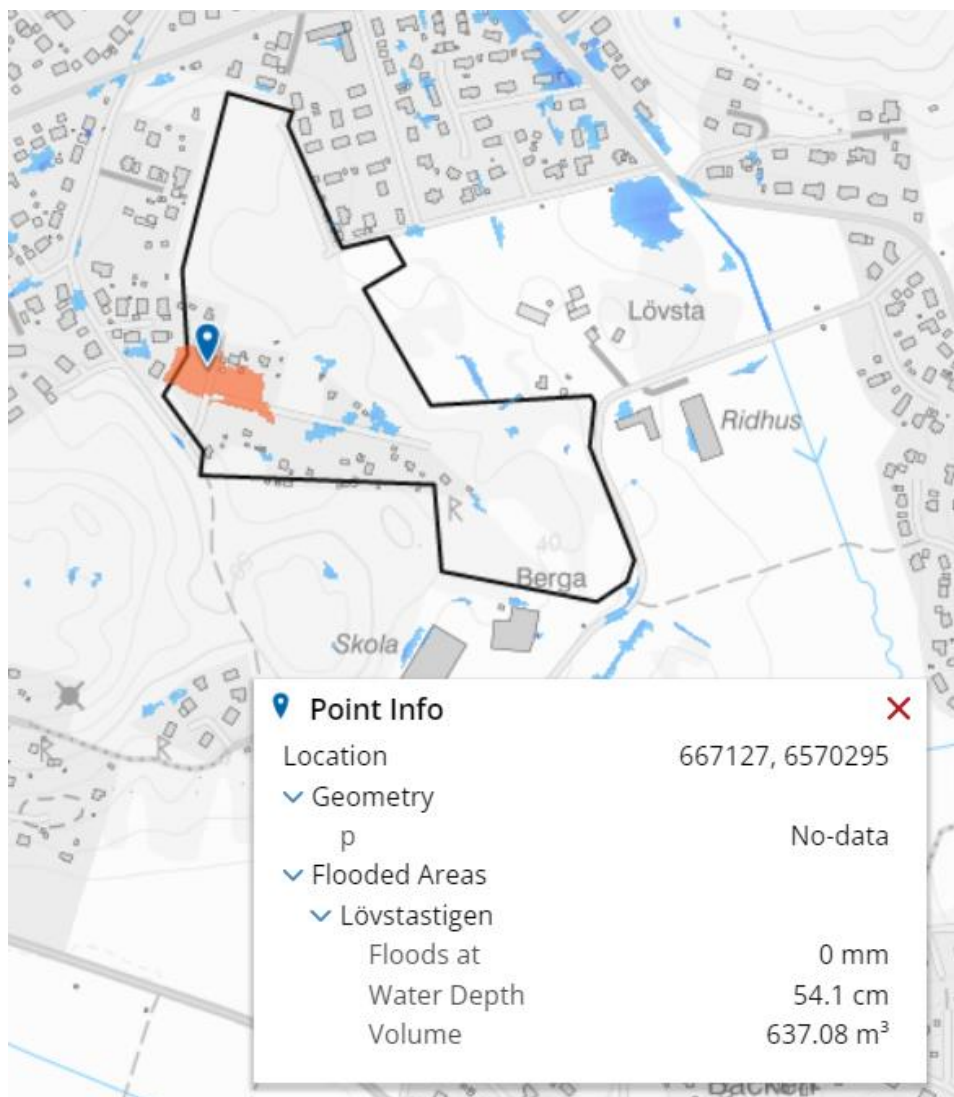 Lövsta
Ridhus
R
40
Berga
Skola
Point Info
Location 667127, 6570295
Geometry
p No-data
Flooded Areas
Lövstastigen
Floods at 0 mm
Water Depth 54.1 cm
Volume 637.08 m³
R
R
R